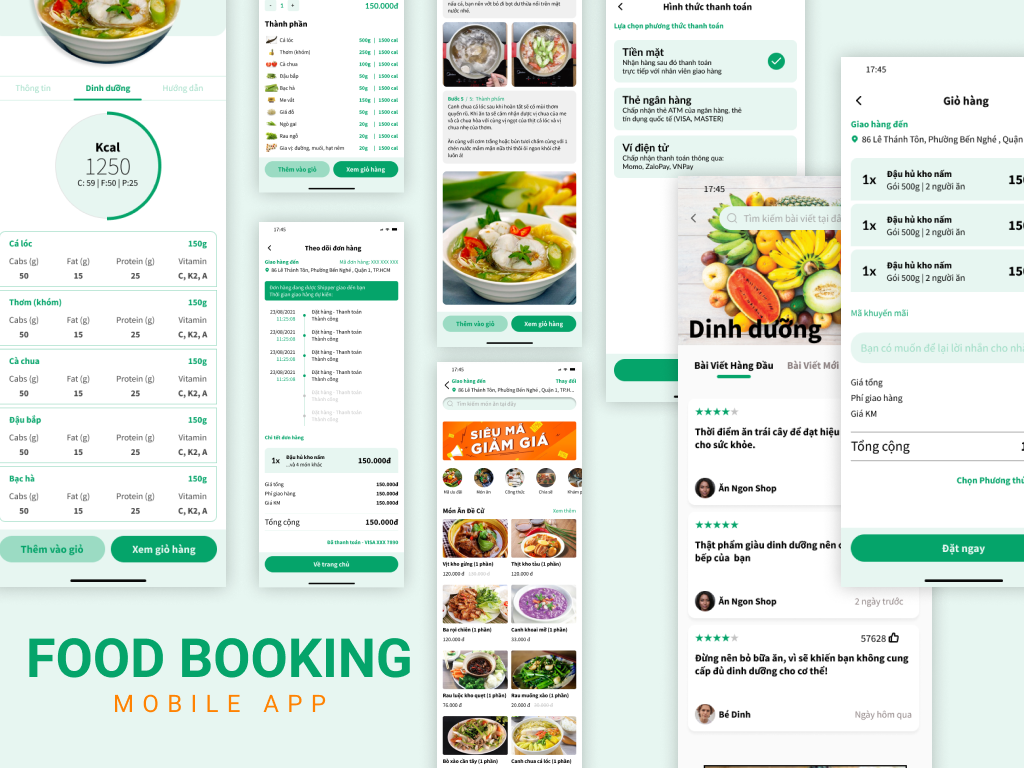 Thông tin
Dinh dưỡng
Hướng dẫn
Kcal
1250
C: 59 | F:50 | P:25
Cá lóc 150g
Cabs (g) Fat (g) Protein (g) Vitamin
50 15 25 C, K2, A
Thơm (khóm) 150g
Cabs (g) Fat (g) Protein (g) Vitamin
50 15 25 C, K2, A
Cà chua 150g
Cabs (g) Fat (g) Protein (g) Vitamin
50 15 25 C, K2, A
Đậu bắp 150g
Cabs (g) Fat (g) Protein (g) Vitamin
50 15 25 C, K2, A
Bạc hà 150g
Cabs (g) Fat (g) Protein (g) Vitamin
50 15 25 C, K2, A
Thêm vào giỏ
Xem giỏ hàng
FOOD BOOKING
MOBILE APP
- 1 + 150.000đ
Thành phần
Cá lóc 500g | 1500 cal
Thơm (khóm) 250g | 1500 cal
Cà chua 100g | 1500 cal
Đậu bắp 50g | 1500 cal
Bạc hà 50g | 1500 cal
Me vắt 150g | 1500 cal
Giá đỗ 50g | 1500 cal
Ngò gai 20g | 1500 cal
Rau ngổ 20g | 1500 cal
Gia vị: đường, muối, hạt nêm 20g | 1500 cal
Thêm vào giỏ
Xem giỏ hàng
17:45
Theo dõi đơn hàng
Giao hàng đến Mã đơn hàng: XXX XXX XXX
86 Lê Thánh Tôn, Phường Bến Nghé , Quận 1, TP.HCM
Đơn hàng đang được Shipper giao đến bạn
Thời gian giao hàng dự kiến:
23/08/2021 Đặt hàng - Thanh toán
11:25:08 Thành công
23/08/2021 Đặt hàng - Thanh toán
11:25:08 Thành công
23/08/2021 Đặt hàng - Thanh toán
11:25:08 Thành công
23/08/2021 Đặt hàng - Thanh toán
11:25:08 Thành công
Đặt hàng - Thanh toán
Thành công
Đặt hàng - Thanh toán
Thành công
Chi tiết đơn hàng
1x Đậu hủ kho nấm 150.000đ
...và 4 món khác
Giá tổng 150.000đ
Phí giao hàng 150.000đ
Giá KM 150.000đ
Tổng cộng 150.000đ
Đã thanh toán - VISA XXX 7899
Về trang chủ
nước nhé.
Bước 5 / 5: Thành phẩm
Canh chua cá lóc sau khi hoàn tất sẽ có mùi thơm
quyến rũ. Khi ăn ta sẽ cảm nhận được vị chua của me
và cà chua hòa với cùng vị ngọt của thịt cá lóc và vị
chua nhẹ của thơm.
Ăn cùng với cơm trắng hoặc bún tươi chấm cùng với 1
chén nước mắm mặn nữa thì thôi ôi ngon khỏi chê
luôn á!
Thêm vào giỏ
Xem giỏ hàng
17:45
Giao hàng đến Thay đổi
86 Lê Thánh Tôn, Phường Bến Nghé , Quận 1, TP.H...
Tìm kiếm món ăn tại đây
SIÊU MÃ
GIẢM GIÁ
Mã ưu đãi Món ăn Công thức Chia sẻ Khám p
Món Ăn Đề Cử Xem thêm
Vịt kho gừng (1 phần) Thịt kho tàu (1 phần)
120.000 đ 120.000 đ
Ba rọi chiên (1 phần) Canh khoai mỡ (1 phần)
120.000 đ 33.000 đ
Rau luộc kho quẹt (1 phần) Rau muống xào (1 phần)
76.000 đ 20.000 đ
Bò xào cần tây (1 phần) Canh chua cá lóc (1 phần)
Hình thức thanh toán
Lựa chọn phương thức thanh toán
Tiền mặt
Nhận hàng sau đó thanh toán
trực tiếp với nhân viên giao hàng
Thẻ ngân hàng
Chấp nhận thẻ ATM của ngân hàng, thẻ
tín dụng quốc tế (VISA, MASTER)
Ví điện tử
Chấp nhận thanh toán thông qua:
Momo, ZaloPay, VNPay
17:45
Tìm kiếm bài viết tại đâ
Dinh dưỡng
Bài Viết Hàng Đầu
Bài Viết Mới
Thời điểm ăn trái cây để đạt hiệu
cho sức khỏe.
Ăn Ngon Shop
Thật phẩm giàu dinh dưỡng nên c
bếp của bạn
Ăn Ngon Shop 2 ngày trước
57628
Đừng nên bỏ bữa ăn, vì sẽ khiến bạn không cung
cấp đủ dinh dưỡng cho cơ thể!
Bé Dinh Ngày hôm qua
17:45
Giỏ hàng
Giao hàng đến
86 Lê Thánh Tôn, Phường Bến Nghé , Quận
1x Đậu hủ kho nấm 15
Gói 500g | 2 người ăn
1x Đậu hủ kho nấm 15
Gói 500g | 2 người ăn
1x Đậu hủ kho nấm 15
Gói 500g | 2 người ăn
Mã khuyến mãi
Bạn có muốn để lại lời nhắn cho nhà
Giá tổng
Phí giao hàng
Giá KM
Tổng cộng 1
Chọn Phương thứ
Đặt ngay